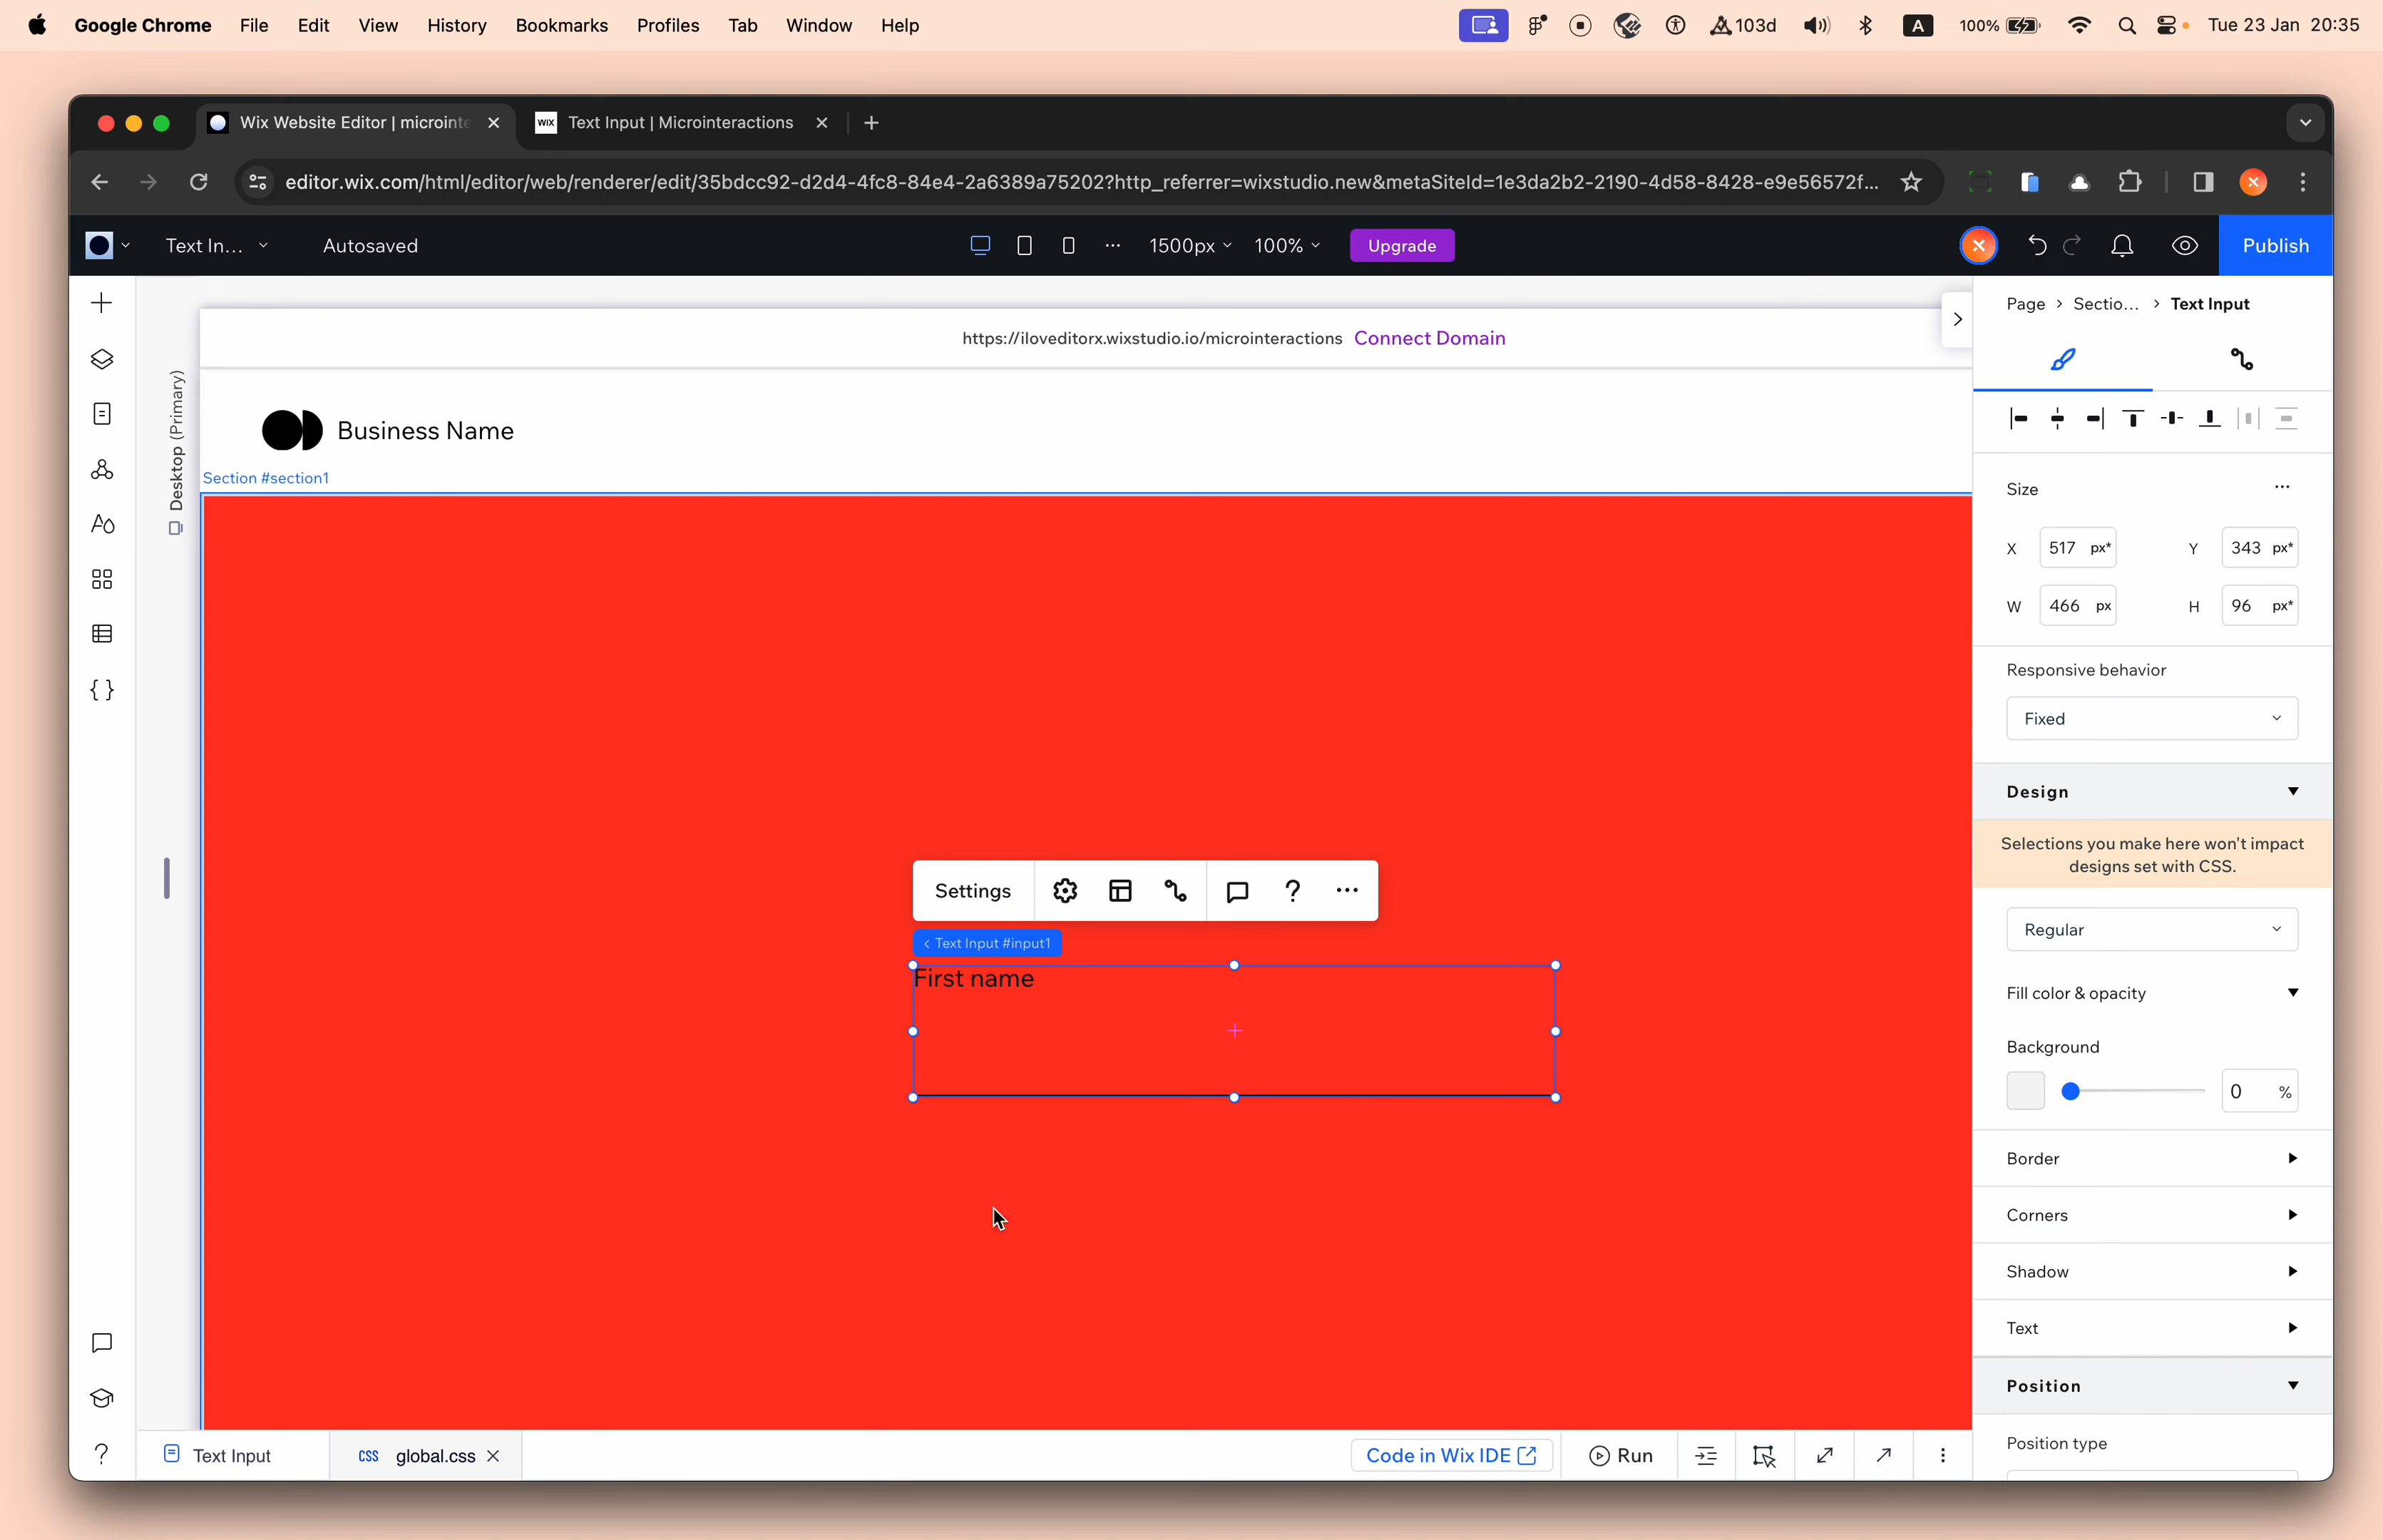 Google Chrome File Edit View History Bookmarks Profiles Tab Window Help 103d A 100% Tue 23 Jan 20:35
Wix Website Editor | microinte WIX Text Input | Microinteractions
editor.wix.com/html/editor/web/renderer/edit/35bdcc92-d2d4-4fc8-84e4-2a6389a75202?http_referrer=wixstudio.new&metaSiteId=1e3da2b2-2190-4d58-8428-e9e56572f...
Text In... Autosaved 1500px 100% Upgrade Publish
Page > Sectio... > Text Input
https://iloveditorx.wixstudio.io/microinteractions Connect Domain
Desktop (Primary)
Business Name
Section #section1
Size
X 517 px* Y 343 px*
W 466 px H 96 px*
Responsive behavior
Fixed
Design
Selections you make here won't impact
designs set with CSS.
Settings
Regular
< Text Input #input1
First name
Fill color & opacity
Background
0 %
Border
Corners
Shadow
Text
Position
Position type
Text Input CSS global.css Code in Wix IDE Run